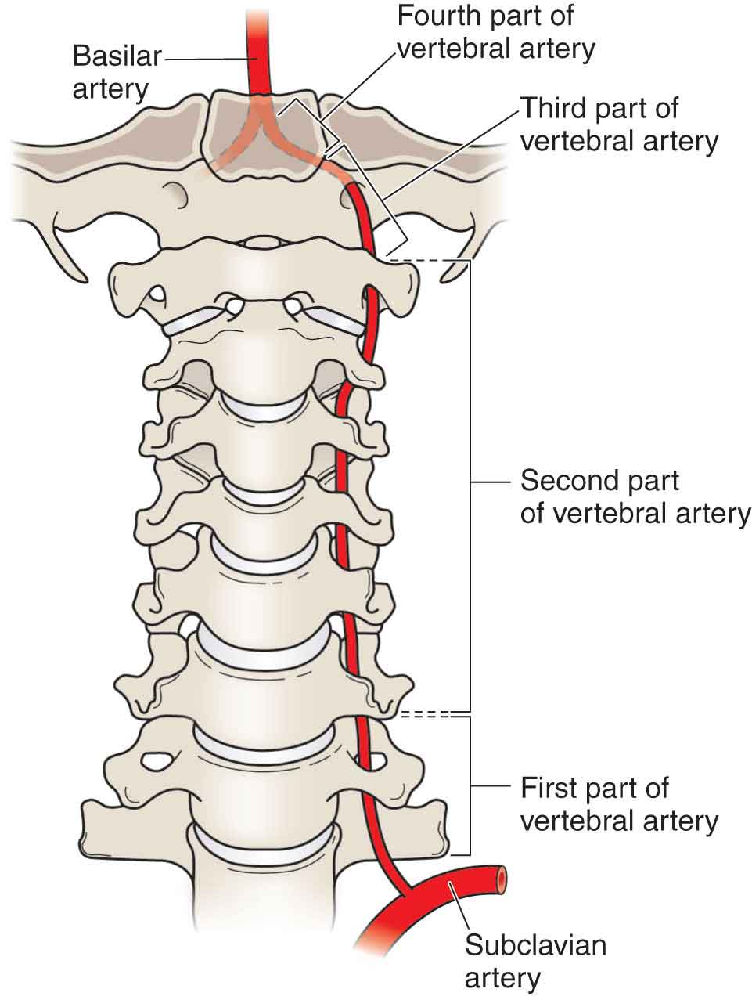 Fourth part of
vertebral artery
Basilar
artery
Third part of
vertebral artery
Second part
of vertebral artery
First part of
vertebral artery
Subclavian
artery